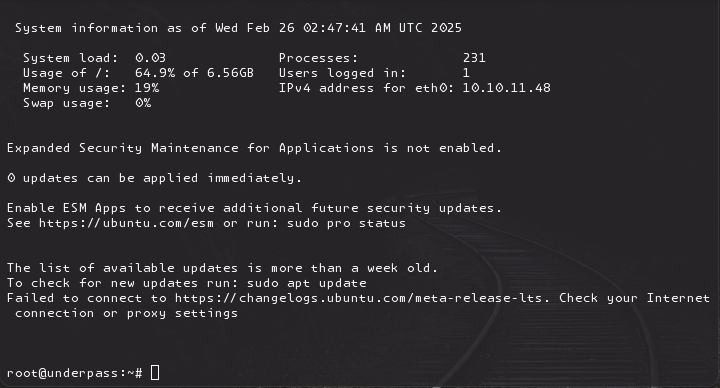 System information as of Wed Feb 26 02:47:41 AM UTC 2025
System load:  0.03               Processes:             231
Usage of /:   64.9% of 6.56GB   Users logged in:       1
Memory usage: 19%               IPv4 address for eth0: 10.10.11.48
Swap usage:   0%
Expanded Security Maintenance for Applications is not enabled.
0 updates can be applied immediately.
Enable ESM Apps to receive additional future security updates.
See https://ubuntu.com/esm or run: sudo pro status
The list of available updates is more than a week old.
To check for new updates run: sudo apt update
Failed to connect to https://changelogs.ubuntu.com/meta-release-lts. Check your Internet
connection or proxy settings
root@underpass:~#